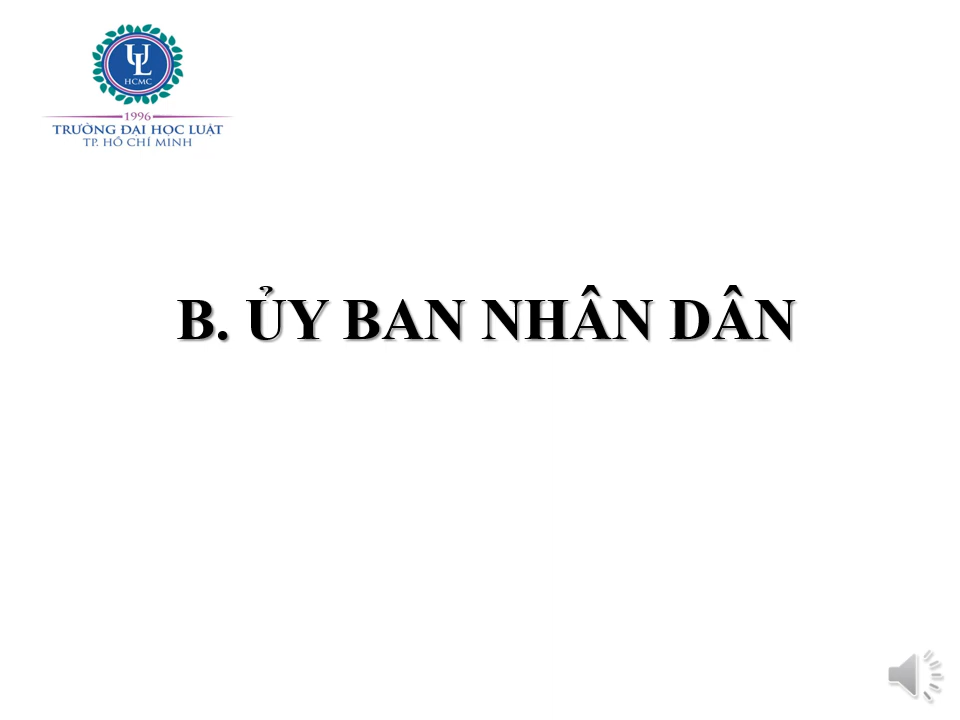 UL
HCMC
1996
TRƯỜNG ĐẠI HỌC LUẬT
TP. HỒ CHÍ MINH
B. ỦY BAN NHÂN DÂN